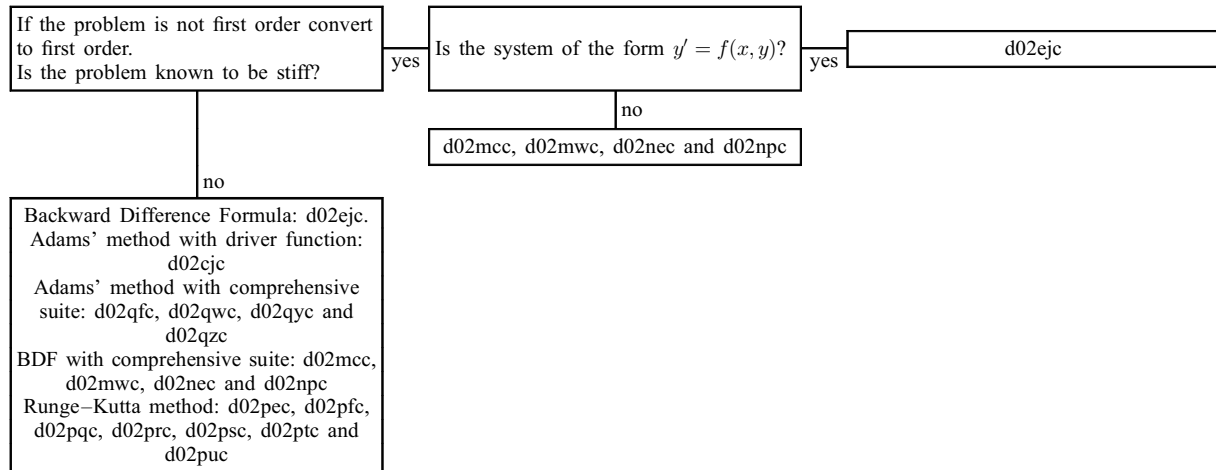 If the problem is not first order convert
to first order.
Is the problem known to be stiff?
yes
Is the system of the form y′ = f(x, y)?
yes
d02ejc
no
d02mcc, d02mwc, d02nec and d02npc
no
Backward Difference Formula: d02ejc.
Adams’ method with driver function:
d02cjc
Adams’ method with comprehensive
suite: d02qfc, d02qwc, d02qyc and
d02qzc
BDF with comprehensive suite: d02mcc,
d02mwc, d02nec and d02npc
Runge–Kutta method: d02pec, d02pfc,
d02pqc, d02prc, d02psc, d02ptc and
d02puc